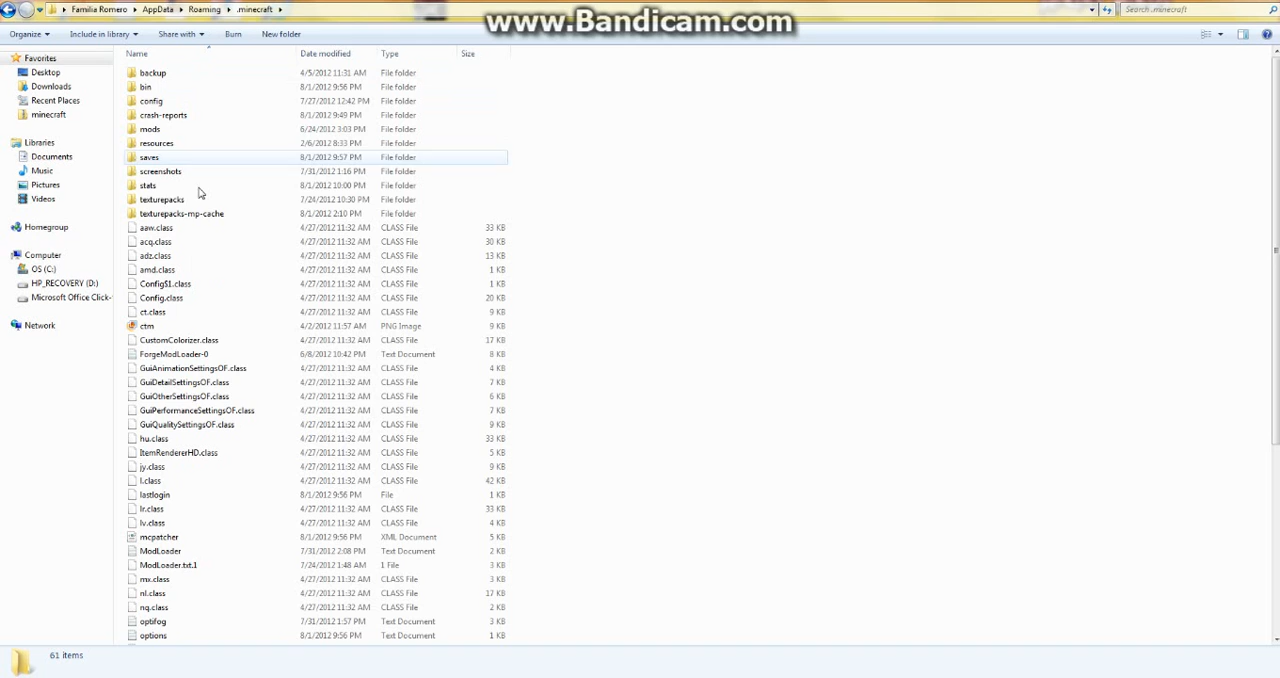 Familia Romero ▸ AppData ▸ Roaming ▸ .minecraft ▸
www.Bandicam.com
Search .minecraft
Organize Include in library Share with Burn New folder
Name Date modified Type Size
Favorites
Desktop
Downloads
Recent Places
minecraft
Libraries
Documents
Music
Pictures
Videos
Homegroup
Computer
OS (C:)
HP_RECOVERY (D:)
Microsoft Office Click-
Network
backup 4/5/2012 11:31 AM File folder
bin 8/1/2012 9:56 PM File folder
config 7/27/2012 12:42 PM File folder
crash-reports 8/1/2012 9:49 PM File folder
mods 6/24/2012 3:03 PM File folder
resources 2/6/2012 8:33 PM File folder
saves 8/1/2012 9:57 PM File folder
screenshots 7/31/2012 1:16 PM File folder
stats 8/1/2012 10:00 PM File folder
texturepacks 7/24/2012 10:30 PM File folder
texturepacks-mp-cache 8/1/2012 2:10 PM File folder
aaw.class 4/27/2012 11:32 AM CLASS File 33 KB
acq.class 4/27/2012 11:32 AM CLASS File 30 KB
adz.class 4/27/2012 11:32 AM CLASS File 13 KB
amd.class 4/27/2012 11:32 AM CLASS File 1 KB
Config$1.class 4/27/2012 11:32 AM CLASS File 1 KB
Config.class 4/27/2012 11:32 AM CLASS File 20 KB
ct.class 4/27/2012 11:32 AM CLASS File 9 KB
ctm 4/2/2012 11:57 AM PNG Image 9 KB
CustomColorizer.class 4/27/2012 11:32 AM CLASS File 17 KB
ForgeModLoader-0 6/8/2012 10:42 PM Text Document 8 KB
GuiAnimationSettingsOF.class 4/27/2012 11:32 AM CLASS File 4 KB
GuiDetailSettingsOF.class 4/27/2012 11:32 AM CLASS File 7 KB
GuiOtherSettingsOF.class 4/27/2012 11:32 AM CLASS File 6 KB
GuiPerformanceSettingsOF.class 4/27/2012 11:32 AM CLASS File 7 KB
GuiQualitySettingsOF.class 4/27/2012 11:32 AM CLASS File 9 KB
hu.class 4/27/2012 11:32 AM CLASS File 33 KB
ItemRendererHD.class 4/27/2012 11:32 AM CLASS File 5 KB
jy.class 4/27/2012 11:32 AM CLASS File 9 KB
l.class 4/27/2012 11:32 AM CLASS File 42 KB
lastlogin 8/1/2012 9:56 PM File 1 KB
lr.class 4/27/2012 11:32 AM CLASS File 33 KB
lv.class 4/27/2012 11:32 AM CLASS File 4 KB
mcpatcher 8/1/2012 9:56 PM XML Document 5 KB
ModLoader 7/31/2012 2:08 PM Text Document 2 KB
ModLoader.txt.1 7/24/2012 1:48 AM 1 File 3 KB
mx.class 4/27/2012 11:32 AM CLASS File 3 KB
nl.class 4/27/2012 11:32 AM CLASS File 17 KB
nq.class 4/27/2012 11:32 AM CLASS File 2 KB
optifog 7/31/2012 1:57 PM Text Document 3 KB
options 8/1/2012 9:56 PM Text Document 1 KB
61 items